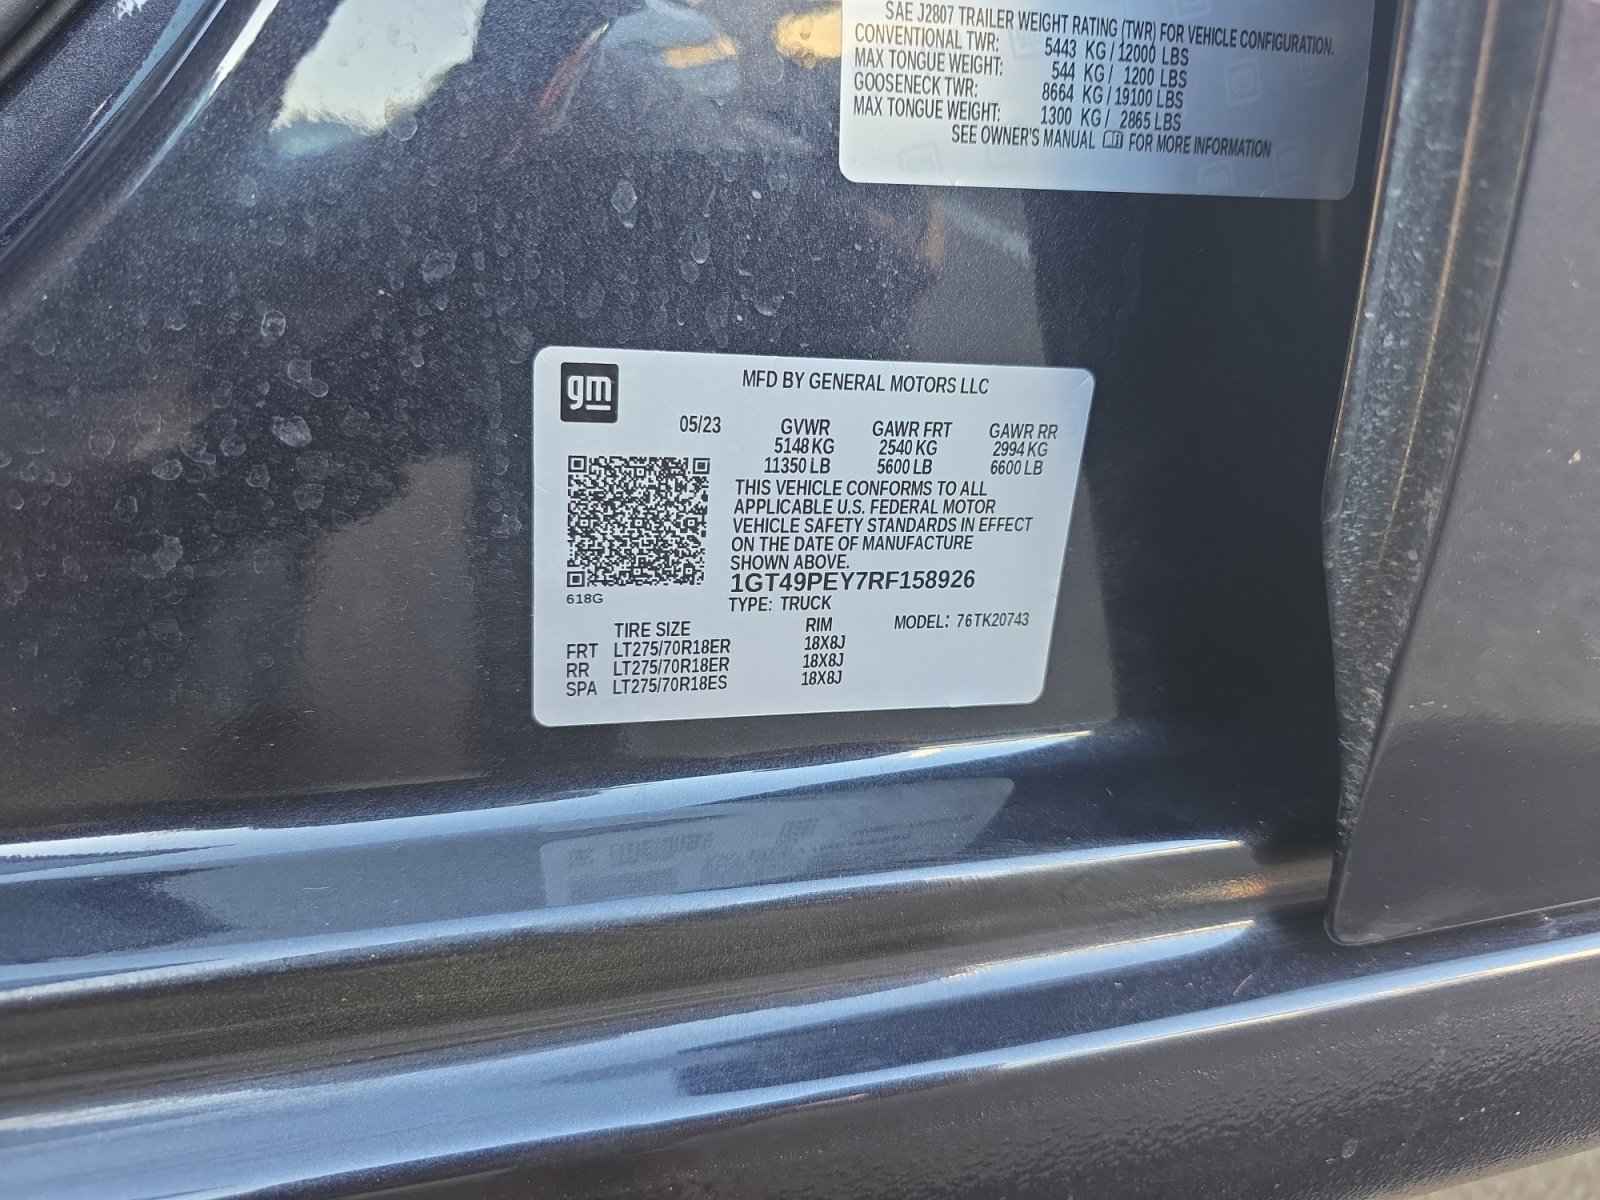 SAE J2807 TRAILER WEIGHT RATING (TWR) FOR VEHICLE CONFIGURATION.
CONVENTIONAL TWR: 5443 KG / 12000 LBS
MAX TONGUE WEIGHT: 544 KG / 1200 LBS
GOOSENECK TWR: 8664 KG / 19100 LBS
MAX TONGUE WEIGHT: 1300 KG / 2865 LBS
SEE OWNER'S MANUAL FOR MORE INFORMATION
gm
MFD BY GENERAL MOTORS LLC
05/23 GVWR GAWR FRT GAWR RR
5148 KG 2540 KG 2994 KG
11350 LB 5600 LB 6600 LB
THIS VEHICLE CONFORMS TO ALL
APPLICABLE U.S. FEDERAL MOTOR
VEHICLE SAFETY STANDARDS IN EFFECT
ON THE DATE OF MANUFACTURE
SHOWN ABOVE.
1GT49PEY7RF158926
618G
TYPE: TRUCK
MODEL: 76TK20743
TIRE SIZE RIM
FRT LT275/70R18ER 18X8J
RR LT275/70R18ER 18X8J
SPA LT275/70R18ES 18X8J